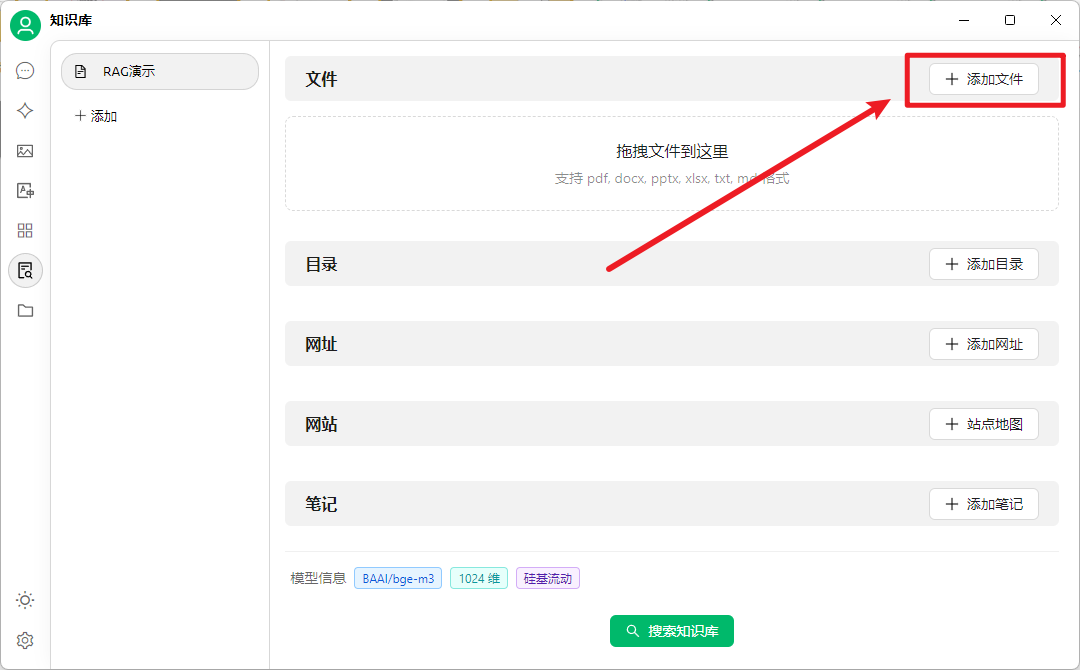 知识库
RAG演示
添加
文件
添加文件
拖拽文件到这里
支持 pdf, docx, pptx, xlsx, txt, md 格式
目录
添加目录
网址
添加网址
网站
站点地图
笔记
添加笔记
模型信息 BAAI/bge-m3 1024 维 硅基流动
搜索知识库